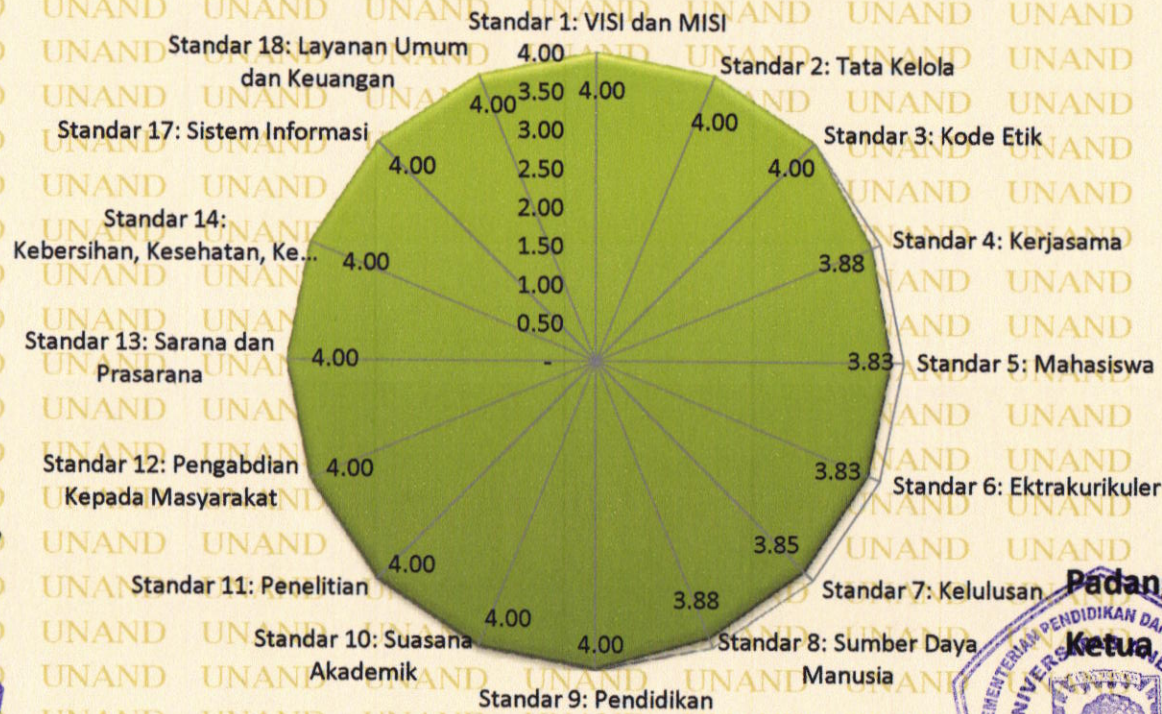 Standar 1: VISI dan MISI
4.00
Standar 2: Tata Kelola
4.00
Standar 3: Kode Etik
4.00
Standar 4: Kerjasama
3.88
Standar 5: Mahasiswa
3.83
Standar 6: Ektrakurikuler
3.83
Standar 7: Kelulusan
3.85
Standar 8: Sumber Daya
Manusia
3.88
Standar 9: Pendidikan
4.00
Standar 10: Suasana
Akademik
4.00
Standar 11: Penelitian
4.00
Standar 12: Pengabdian
Kepada Masyarakat
4.00
Standar 13: Sarana dan
Prasarana
4.00
Standar 14:
Kebersihan, Kesehatan, Ke...
4.00
Standar 17: Sistem Informasi
4.00
Standar 18: Layanan Umum
dan Keuangan
4.00
4.00
3.50
3.00
2.50
2.00
1.50
1.00
0.50
-
Padan
Ketua
PENDIDIKAN DA
UNAND